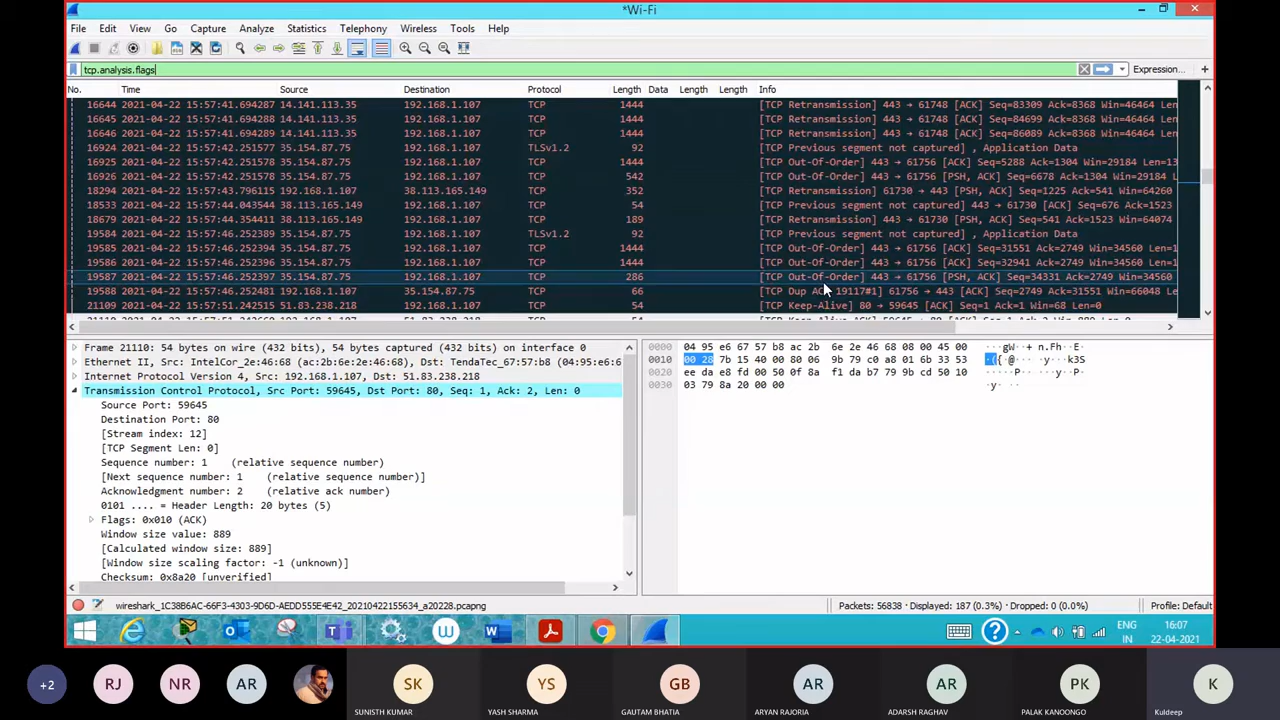 *Wi-Fi
File Edit View Go Capture Analyze Statistics Telephony Wireless Tools Help
tcp.analysis.flags Expression… +
No. Time Source Destination Protocol Length Data Length Length Info
16644 2021-04-22 15:57:41.694287 14.141.113.35 192.168.1.107 TCP 1444 [TCP Retransmission] 443 → 61748 [ACK] Seq=83309 Ack=8368 Win=46464 Len=
16645 2021-04-22 15:57:41.694288 14.141.113.35 192.168.1.107 TCP 1444 [TCP Retransmission] 443 → 61748 [ACK] Seq=84699 Ack=8368 Win=46464 Len=
16646 2021-04-22 15:57:41.694289 14.141.113.35 192.168.1.107 TCP 1444 [TCP Retransmission] 443 → 61748 [ACK] Seq=86089 Ack=8368 Win=46464 Len=
16924 2021-04-22 15:57:42.251577 35.154.87.75 192.168.1.107 TLSv1.2 92 [TCP Previous segment not captured] , Application Data
16925 2021-04-22 15:57:42.251578 35.154.87.75 192.168.1.107 TCP 1444 [TCP Out-Of-Order] 443 → 61756 [ACK] Seq=5288 Ack=1304 Win=29184 Len=13
16926 2021-04-22 15:57:42.251578 35.154.87.75 192.168.1.107 TCP 542 [TCP Out-Of-Order] 443 → 61756 [PSH, ACK] Seq=6678 Ack=1304 Win=29184 L
18294 2021-04-22 15:57:43.796115 192.168.1.107 38.113.165.149 TCP 352 [TCP Retransmission] 61730 → 443 [PSH, ACK] Seq=1225 Ack=541 Win=64260
18533 2021-04-22 15:57:44.043544 38.113.165.149 192.168.1.107 TCP 54 [TCP Previous segment not captured] 443 → 61730 [ACK] Seq=676 Ack=1523
18679 2021-04-22 15:57:44.354411 38.113.165.149 192.168.1.107 TCP 189 [TCP Retransmission] 443 → 61730 [PSH, ACK] Seq=541 Ack=1523 Win=64074
19584 2021-04-22 15:57:46.252394 35.154.87.75 192.168.1.107 TLSv1.2 92 [TCP Previous segment not captured] , Application Data
19585 2021-04-22 15:57:46.252394 35.154.87.75 192.168.1.107 TCP 1444 [TCP Out-Of-Order] 443 → 61756 [ACK] Seq=31551 Ack=2749 Win=34560 Len=1
19586 2021-04-22 15:57:46.252396 35.154.87.75 192.168.1.107 TCP 1444 [TCP Out-Of-Order] 443 → 61756 [ACK] Seq=32941 Ack=2749 Win=34560 Len=1
19587 2021-04-22 15:57:46.252397 35.154.87.75 192.168.1.107 TCP 286 [TCP Out-Of-Order] 443 → 61756 [PSH, ACK] Seq=34331 Ack=2749 Win=34560
19588 2021-04-22 15:57:46.252481 192.168.1.107 35.154.87.75 TCP 66 [TCP Dup ACK 19117#1] 61756 → 443 [ACK] Seq=2749 Ack=31551 Win=66048 Le
21109 2021-04-22 15:57:51.242515 51.83.238.218 192.168.1.107 TCP 54 [TCP Keep-Alive] 80 → 59645 [ACK] Seq=1 Ack=1 Win=68 Len=0
Frame 21110: 54 bytes on wire (432 bits), 54 bytes captured (432 bits) on interface 0
Ethernet II, Src: IntelCor_2e:46:68 (ac:2b:6e:2e:46:68), Dst: TendaTec_67:57:b8 (04:95:e6:6
Internet Protocol Version 4, Src: 192.168.1.107, Dst: 51.83.238.218
Transmission Control Protocol, Src Port: 59645, Dst Port: 80, Seq: 1, Ack: 2, Len: 0
Source Port: 59645
Destination Port: 80
[Stream index: 12]
[TCP Segment Len: 0]
Sequence number: 1 (relative sequence number)
[Next sequence number: 1 (relative sequence number)]
Acknowledgment number: 2 (relative ack number)
0101 .... = Header Length: 20 bytes (5)
Flags: 0x010 (ACK)
Window size value: 889
[Calculated window size: 889]
[Window size scaling factor: -1 (unknown)]
Checksum: 0x8a20 [unverified]
0000 04 95 e6 67 57 b8 ac 2b 6e 2e 46 68 08 00 45 00 ···gW··+ n.Fh··E·
0010 00 28 7b 15 40 00 80 06 9b 79 c0 a8 01 6b 33 53 ·({·@··· ·y···k3S
0020 ee da e8 fd 00 50 0f 8a f1 da b7 79 9b cd 50 10 ·····P·· ···y··P·
0030 03 79 8a 20 00 00 ·y· ··
wireshark_1C38B6AC-66F3-4303-9D6D-AEDD555E4E42_20210422155634_a20228.pcapng Packets: 56838 · Displayed: 187 (0.3%) · Dropped: 0 (0.0%) Profile: Default
ENG IN 16:07 22-04-2021
+2 RJ NR AR SK YS GB AR AR PK K
SUNISTH KUMAR YASH SHARMA GAUTAM BHATIA ARYAN RAJORIA ADARSH RAGHAV PALAK KANOONGO Kuldeep